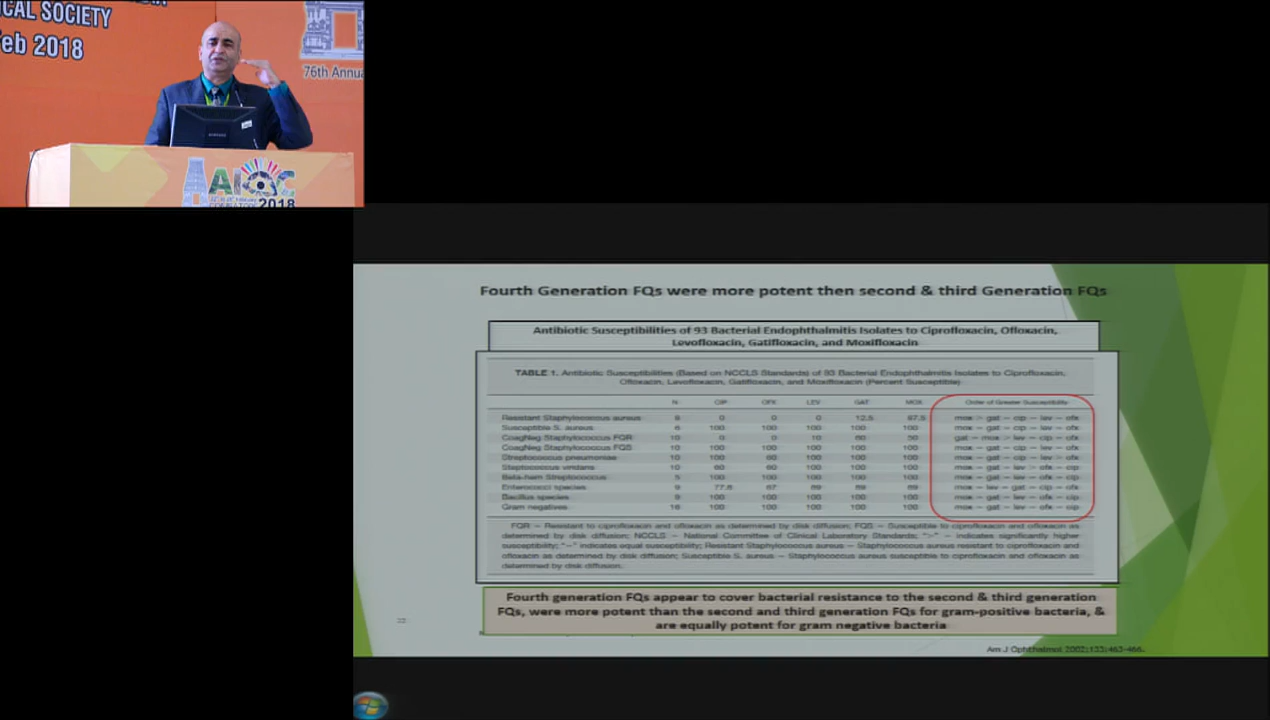 CAL SOCIETY
Feb 2018
76th Annua
SAMSUNG
AIOC
2018
Fourth Generation FQs were more potent then second & third Generation FQs
Antibiotic Susceptibilities of 93 Bacterial Endophthalmitis Isolates to Ciprofloxacin, Ofloxacin,
Levofloxacin, Gatifloxacin, and Moxifloxacin
TABLE 1. Antibiotic Susceptibilities (Based on NCCLS Standards) of 93 Bacterial Endophthalmitis Isolates to Ciprofloxacin,
Ofloxacin, Levofloxacin, Gatifloxacin, and Moxifloxacin (Percent Susceptible)
N CIP OFX LEV GAT MOX Order of Greater Susceptibility
Resistant Staphylococcus aureus 8 0 0 0 12.5 87.5 mox > gat = cip = lev = ofx
Susceptible S. aureus 6 100 100 100 100 100 mox = gat = cip = lev = ofx
CoagNeg Staphylococcus FQR 10 0 0 10 60 50 gat = mox > lev = cip = ofx
CoagNeg Staphylococcus FQS 10 100 100 100 100 100 mox = gat = cip = lev = ofx
Streptococcus pneumoniae 10 100 60 100 100 100 mox = gat = cip = lev > ofx
Steptococcus viridans 10 60 60 100 100 100 mox = gat = lev > ofx = cip
Beta-hem Streptococcus 5 100 100 100 100 100 mox = gat = lev = ofx = cip
Enterococci species 9 77.8 67 89 89 89 mox = lev = gat = cip = ofx
Bacillus species 9 100 100 100 100 100 mox = gat = lev = ofx = cip
Gram negatives 16 100 100 100 100 100 mox = gat = lev = ofx = cip
FQR = Resistant to ciprofloxacin and ofloxacin as determined by disk diffusion; FQS = Susceptible to ciprofloxacin and ofloxacin as
determined by disk diffusion; NCCLS = National Committee of Clinical Laboratory Standards; ">" = indicates significantly higher
susceptibility; "=" indicates equal susceptibility; Resistant Staphylococcus aureus = Staphylococcus aureus resistant to ciprofloxacin and
ofloxacin as determined by disk diffusion; Susceptible S. aureus = Staphylococcus aureus susceptible to ciprofloxacin and ofloxacin as
determined by disk diffusion.
Fourth generation FQs appear to cover bacterial resistance to the second & third generation
FQs, were more potent than the second and third generation FQs for gram-positive bacteria, &
are equally potent for gram negative bacteria
22
Am J Ophthalmol 2002;133:463-466.